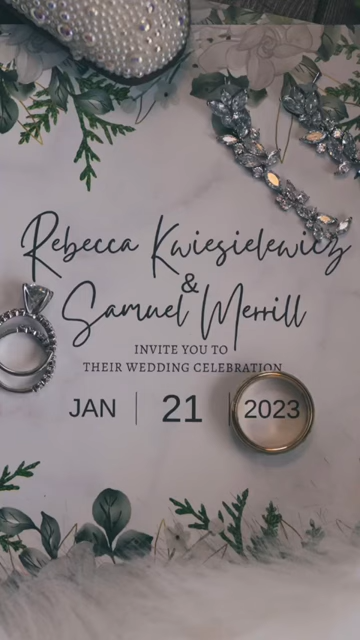 Rebecca Kwiesielewicz
&
Samuel Merrill
INVITE YOU TO
THEIR WEDDING CELEBRATION
JAN | 21 | 2023